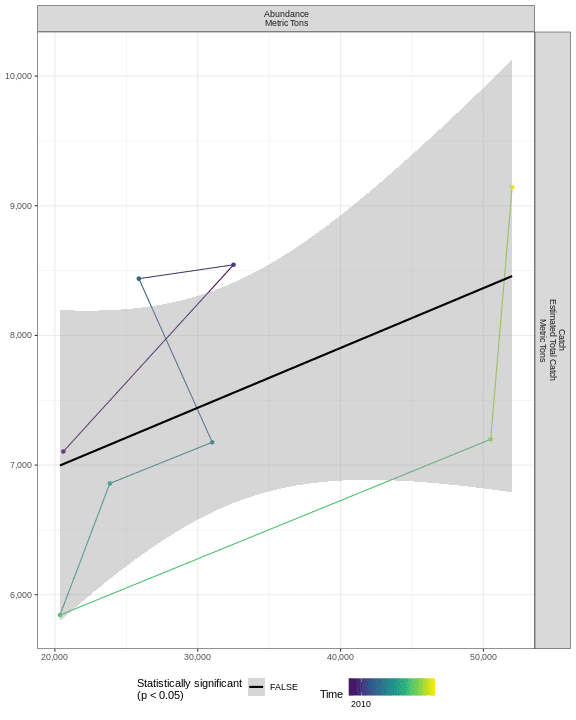 Abundance
Metric Tons
10,000
9,000
8,000
7,000
6,000
Catch
Estimated Total Catch
Metric Tons
20,000
30,000
40,000
50,000
Statistically significant
(p < 0.05)
FALSE
Time
2010